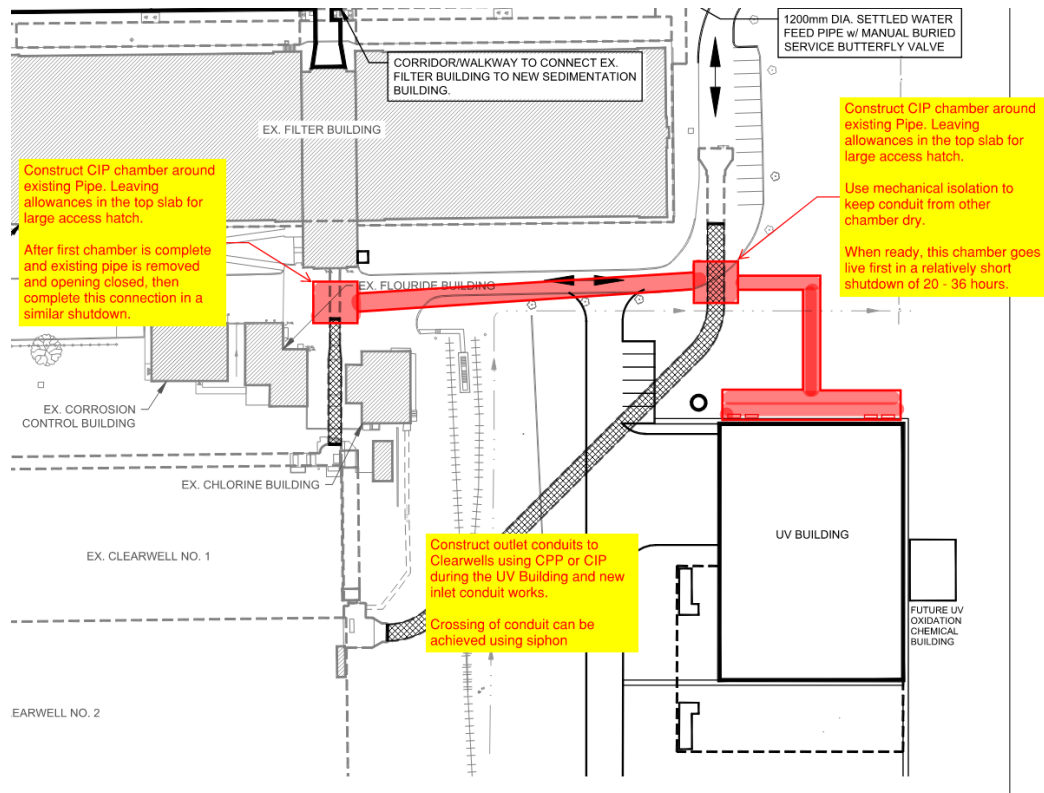 1200mm DIA. SETTLED WATER
FEED PIPE w/ MANUAL BURIED
SERVICE BUTTERFLY VALVE
CORRIDOR/WALKWAY TO CONNECT EX.
FILTER BUILDING TO NEW SEDIMENTATION
BUILDING.
EX. FILTER BUILDING
Construct CIP chamber around
existing Pipe. Leaving
allowances in the top slab for
large access hatch.
After first chamber is complete
and existing pipe is removed
and opening closed, then
complete this connection in a
similar shutdown.
Construct CIP chamber around
existing Pipe. Leaving
allowances in the top slab for
large access hatch.
Use mechanical isolation to
keep conduit from other
chamber dry.
When ready, this chamber goes
live first in a relatively short
shutdown of 20 - 36 hours.
EX. FLOURIDE BUILDING
EX. CORROSION
CONTROL BUILDING
EX. CHLORINE BUILDING
EX. CLEARWELL NO. 1
Construct outlet conduits to
Clearwells using CPP or CIP
during the UV Building and new
inlet conduit works.
Crossing of conduit can be
achieved using siphon
UV BUILDING
FUTURE UV
OXIDATION
CHEMICAL
BUILDING
EARWELL NO. 2